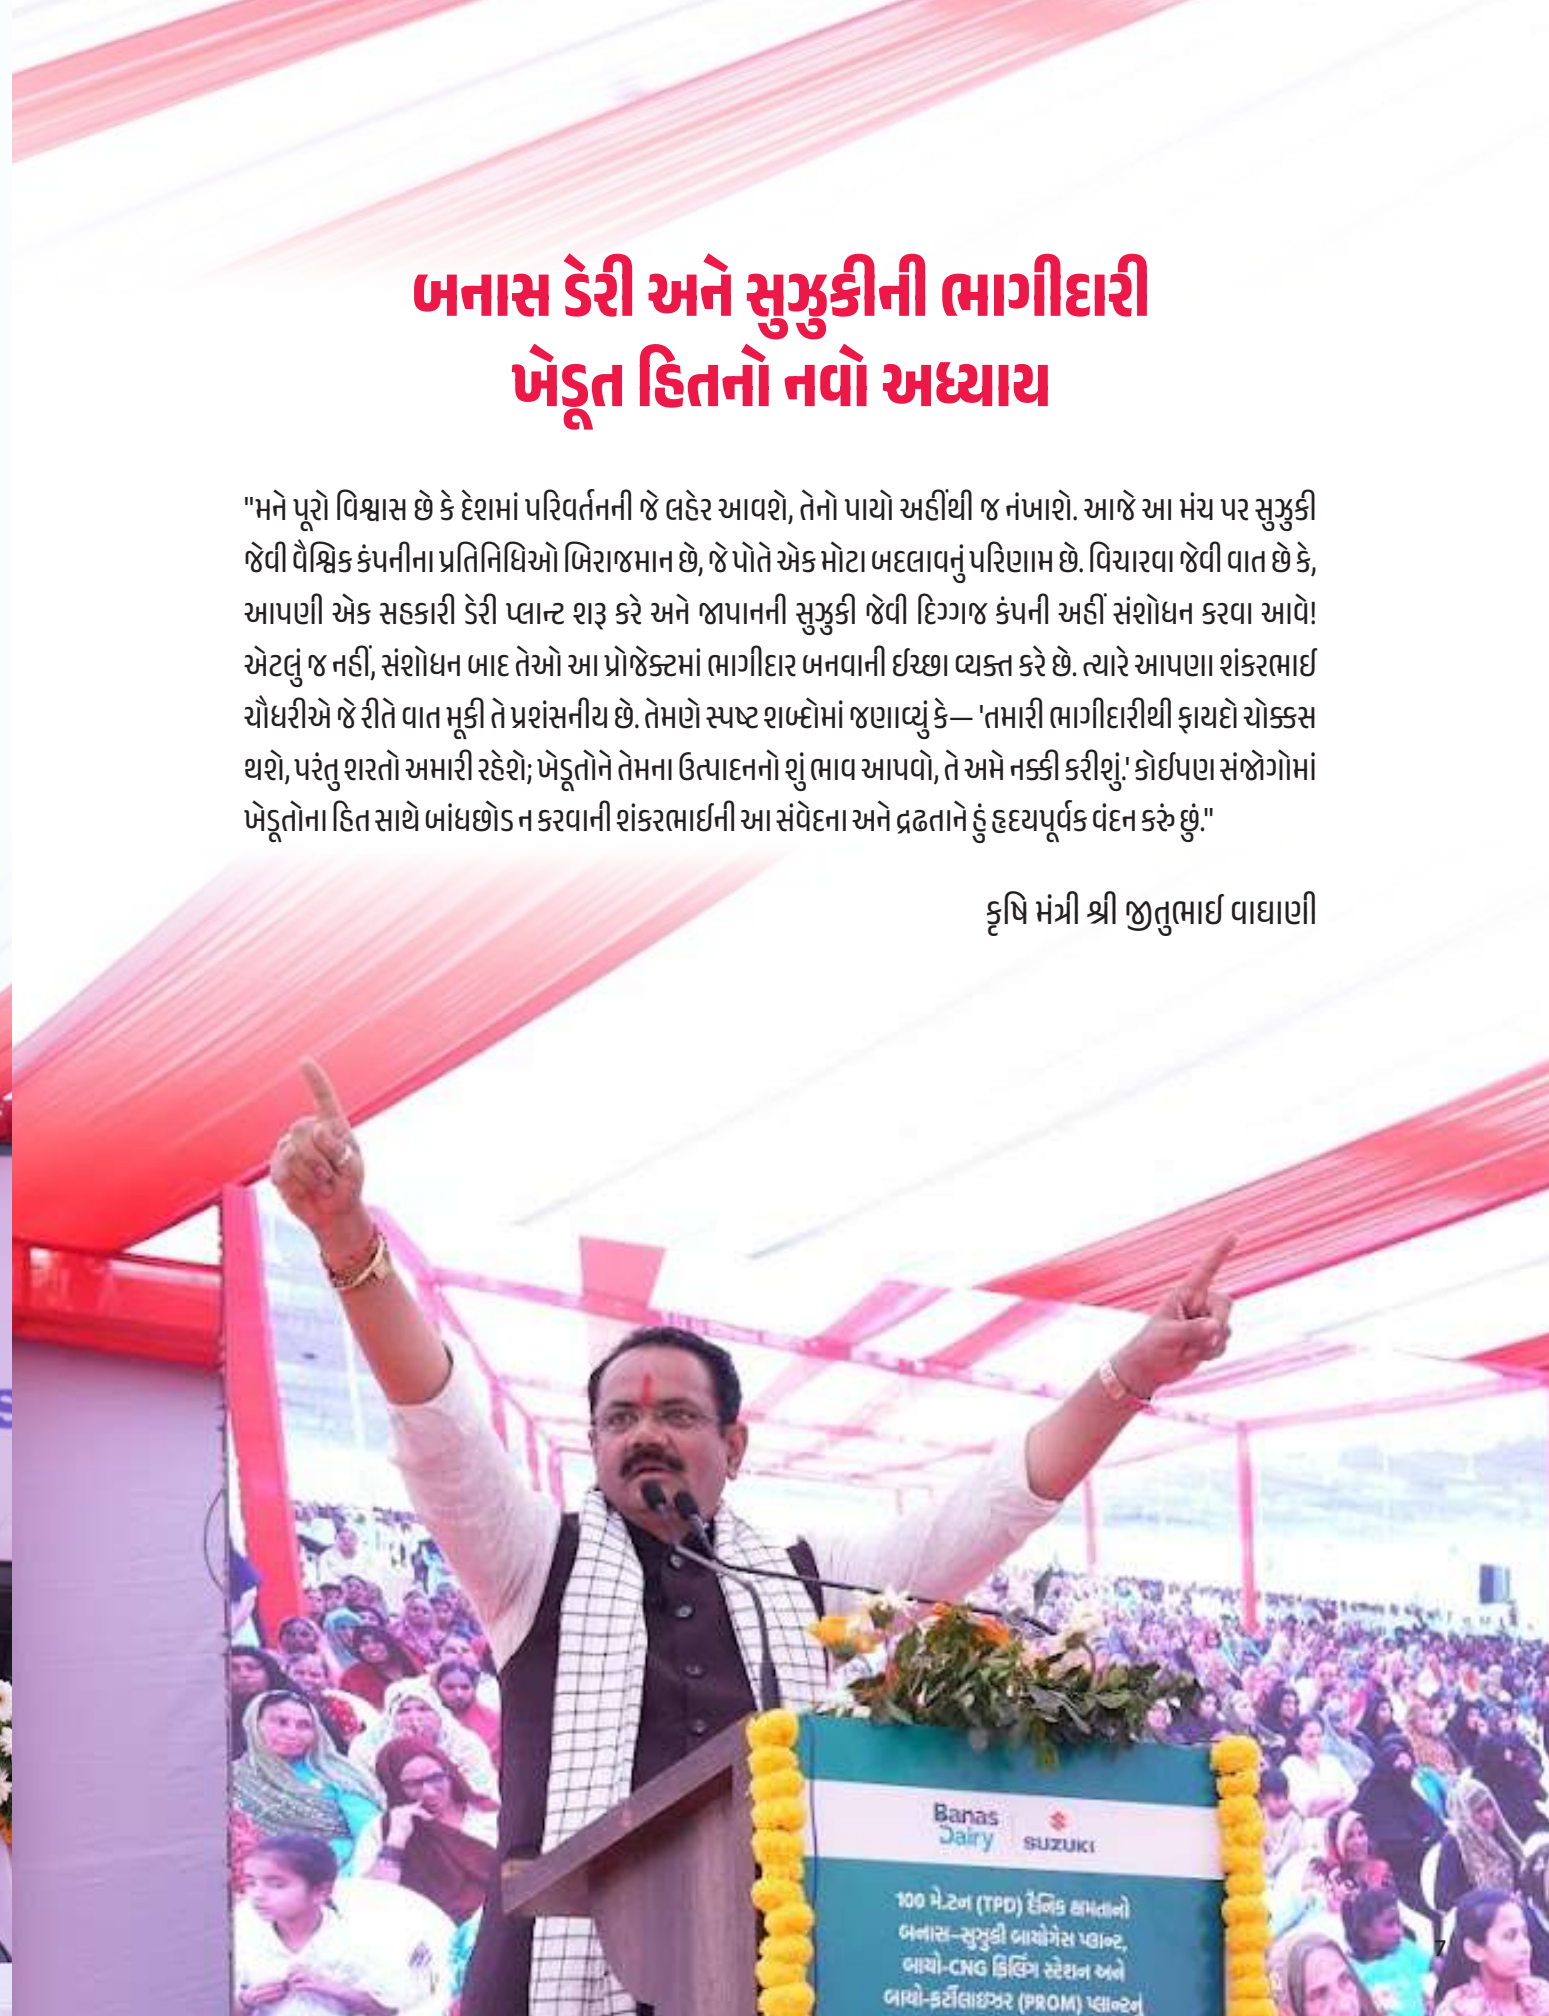 બનાસ ડેરી અને સુઝુકીની ભાગીદારી
ખેડૂત હિતનો નવો અધ્યાય
"મને પૂરો વિશ્વાસ છે કે દેશમાં પરિવર્તનની જે લહેર આવશે, તેનો પાયો અહીંથી જ નંખાશે. આજે આ મંચ પર સુઝુકી
જેવી વૈશ્વિક કંપનીના પ્રતિનિધિઓ બિરાજમાન છે, જે પોતે એક મોટા બદલાવનું પરિણામ છે. વિચારવા જેવી વાત છે કે,
આપણી એક સહકારી ડેરી પ્લાન્ટ શરૂ કરે અને જાપાનની સુઝુકી જેવી દિગ્ગજ કંપની અહીં સંશોધન કરવા આવે!
એટલું જ નહીં, સંશોધન બાદ તેઓ આ પ્રોજેક્ટમાં ભાગીદાર બનવાની ઈચ્છા વ્યક્ત કરે છે. ત્યારે આપણા શંકરભાઈ
ચૌધરીએ જે રીતે વાત મૂકી તે પ્રશંસનીય છે. તેમણે સ્પષ્ટ શબ્દોમાં જણાવ્યું કે— 'તમારી ભાગીદારીથી ફાયદો ચોક્કસ
થશે, પરંતુ શરતો અમારી રહેશે; ખેડૂતોને તેમના ઉત્પાદનનો શું ભાવ આપવો, તે અમે નક્કી કરીશું.' કોઈપણ સંજોગોમાં
ખેડૂતોના હિત સાથે બાંધછોડ ન કરવાની શંકરભાઈની આ સંવેદના અને દ્રઢતાને હું હૃદયપૂર્વક વંદન કરું છું."
કૃષિ મંત્રી શ્રી જીતુભાઈ વાઘાણી
Banas
Dairy
SUZUKI
100 મે.ટન (TPD) દૈનિક ક્ષમતાનો
બનાસ–સુઝુકી બાયોગેસ પ્લાન્ટ,
બાયો-CNG ફિલિંગ સ્ટેશન અને
બાયો-ફર્ટીલાઇઝર (PROM) પ્લાન્ટનું
7